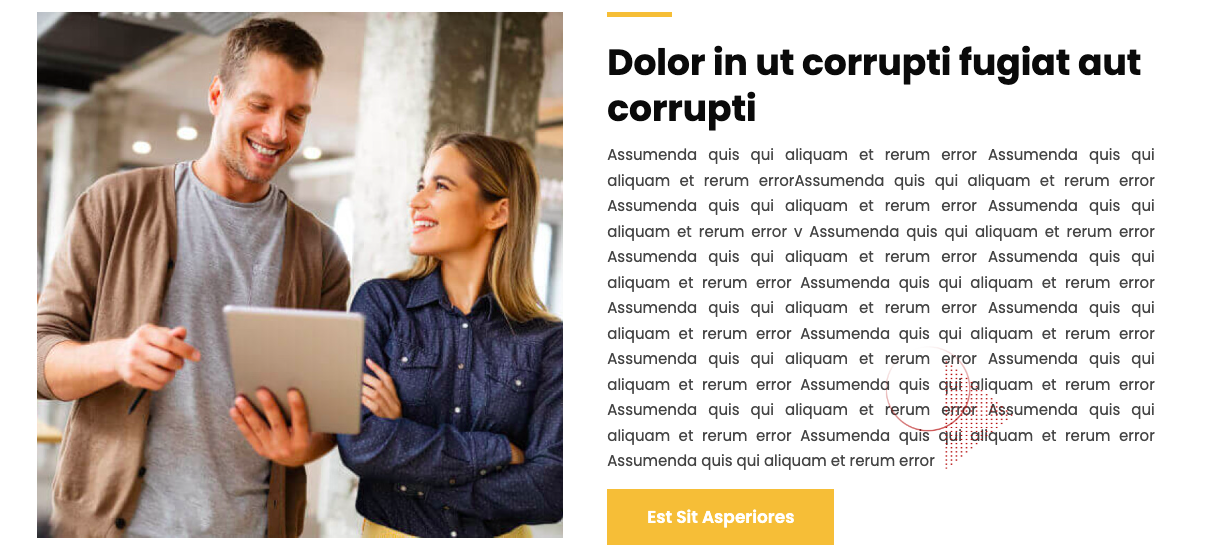 Dolor in ut corrupti fugiat aut
corrupti
Assumenda quis qui aliquam et rerum error Assumenda quis qui
aliquam et rerum errorAssumenda quis qui aliquam et rerum error
Assumenda quis qui aliquam et rerum error Assumenda quis qui
aliquam et rerum error v Assumenda quis qui aliquam et rerum error
Assumenda quis qui aliquam et rerum error Assumenda quis qui
aliquam et rerum error Assumenda quis qui aliquam et rerum error
Assumenda quis qui aliquam et rerum error Assumenda quis qui
aliquam et rerum error Assumenda quis qui aliquam et rerum error
Assumenda quis qui aliquam et rerum error Assumenda quis qui
aliquam et rerum error Assumenda quis qui aliquam et rerum error
Assumenda quis qui aliquam et rerum error Assumenda quis qui
aliquam et rerum error Assumenda quis qui aliquam et rerum error
Assumenda quis qui aliquam et rerum error
Est Sit Asperiores